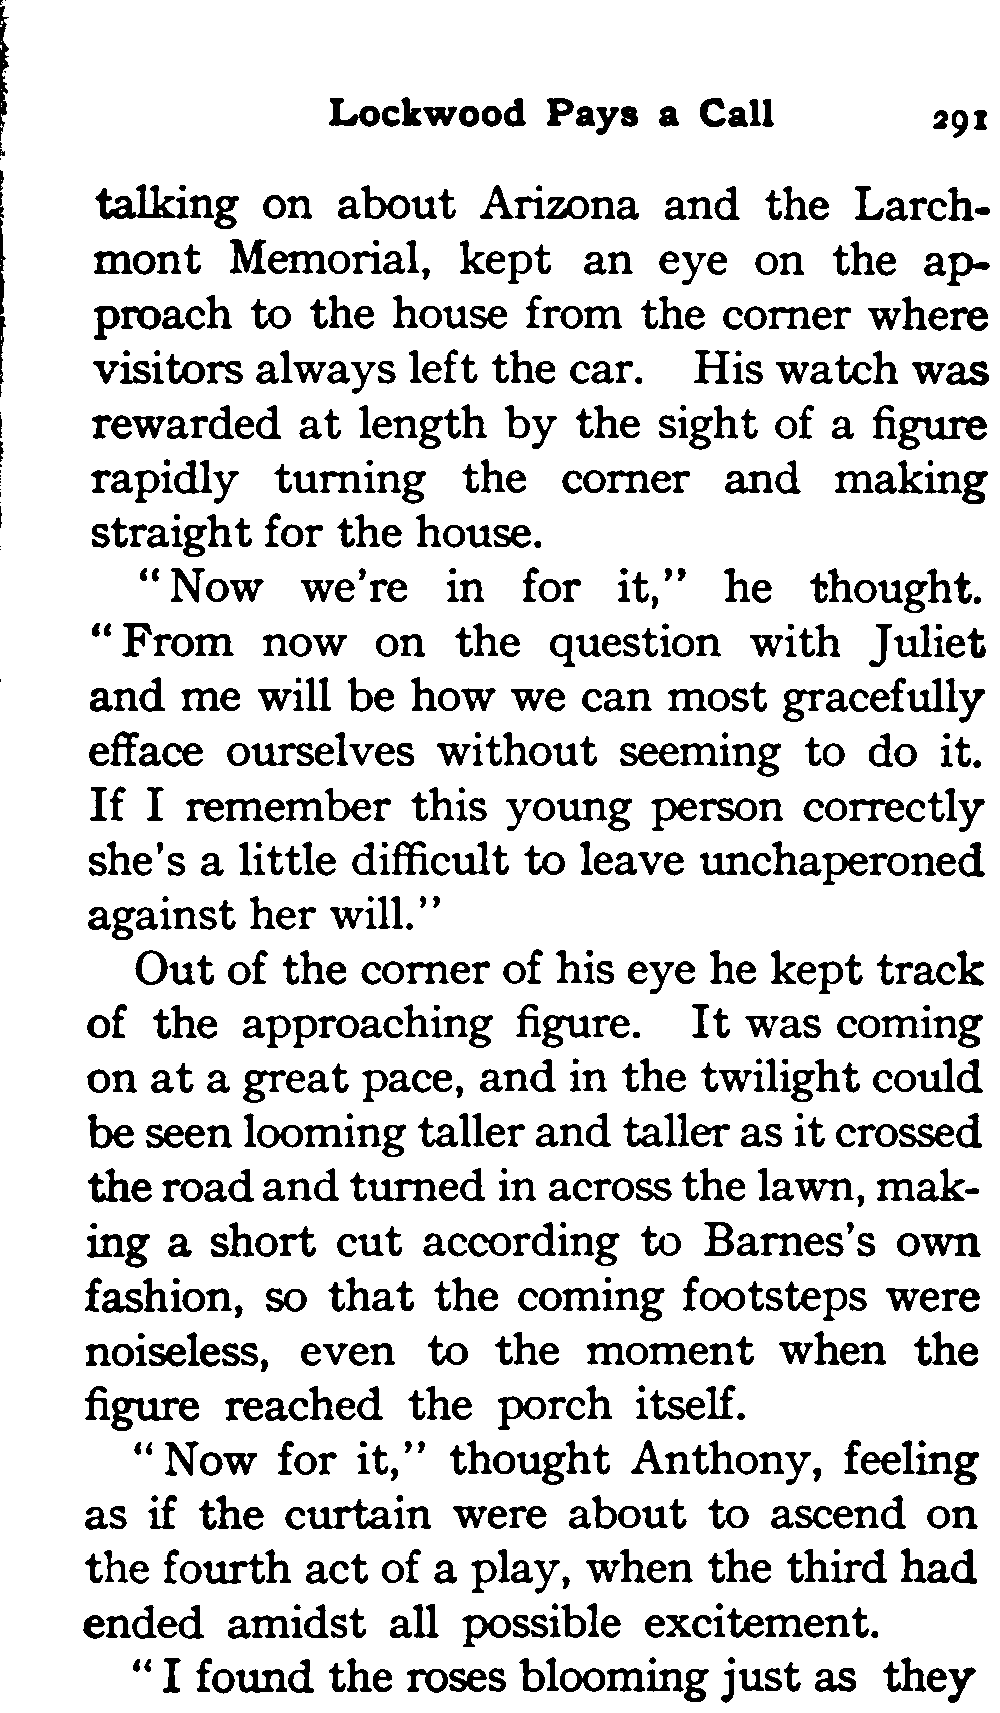 Lockwood Pays a Call 291
talking on about Arizona and the Larch-
mont Memorial, kept an eye on the ap-
proach to the house from the corner where
visitors always left the car. His watch was
rewarded at length by the sight of a figure
rapidly turning the corner and making
straight for the house.
"Now we're in for it," he thought.
"From now on the question with Juliet
and me will be how we can most gracefully
efface ourselves without seeming to do it.
If I remember this young person correctly
she's a little difficult to leave unchaperoned
against her will."
Out of the corner of his eye he kept track
of the approaching figure. It was coming
on at a great pace, and in the twilight could
be seen looming taller and taller as it crossed
the road and turned in across the lawn, mak-
ing a short cut according to Barnes's own
fashion, so that the coming footsteps were
noiseless, even to the moment when the
figure reached the porch itself.
"Now for it," thought Anthony, feeling
as if the curtain were about to ascend on
the fourth act of a play, when the third had
ended amidst all possible excitement.
"I found the roses blooming just as they